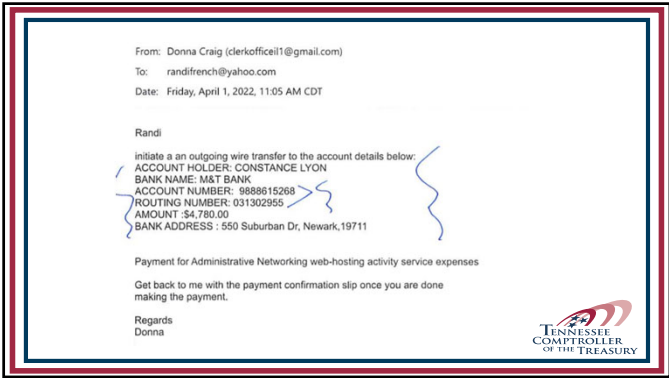 From: Donna Craig (clerkofficeil1@gmail.com)
To: randifrench@yahoo.com
Date: Friday, April 1, 2022, 11:05 AM CDT
Randi
initiate a an outgoing wire transfer to the account details below:
ACCOUNT HOLDER: CONSTANCE LYON
BANK NAME: M&T BANK
ACCOUNT NUMBER: 9888615268
ROUTING NUMBER: 031302955
AMOUNT :$4,780.00
BANK ADDRESS : 550 Suburban Dr, Newark,19711
Payment for Administrative Networking web-hosting activity service expenses
Get back to me with the payment confirmation slip once you are done
making the payment.
Regards
Donna
TENNESSEE
COMPTROLLER
OF THE TREASURY